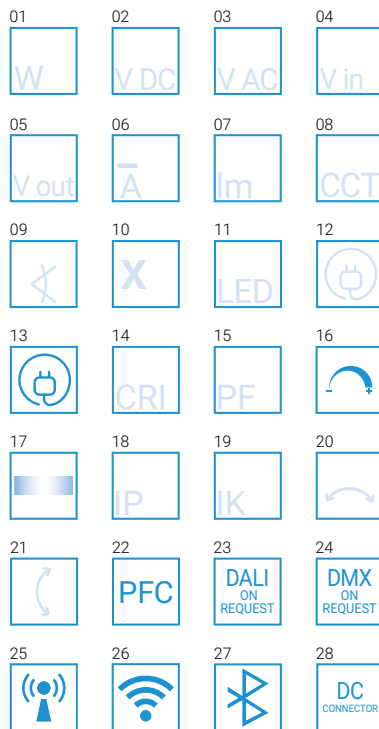 01 02 03 04
W V DC V AC V in
05 06 07 08
V out A lm CCT
09 10 11 12
X LED
13 14 15 16
CRI PF
- +
17 18 19 20
IP IK
21 22 23 24
PFC DALI ON REQUEST DMX ON REQUEST
25 26 27 28
DC CONNECTOR